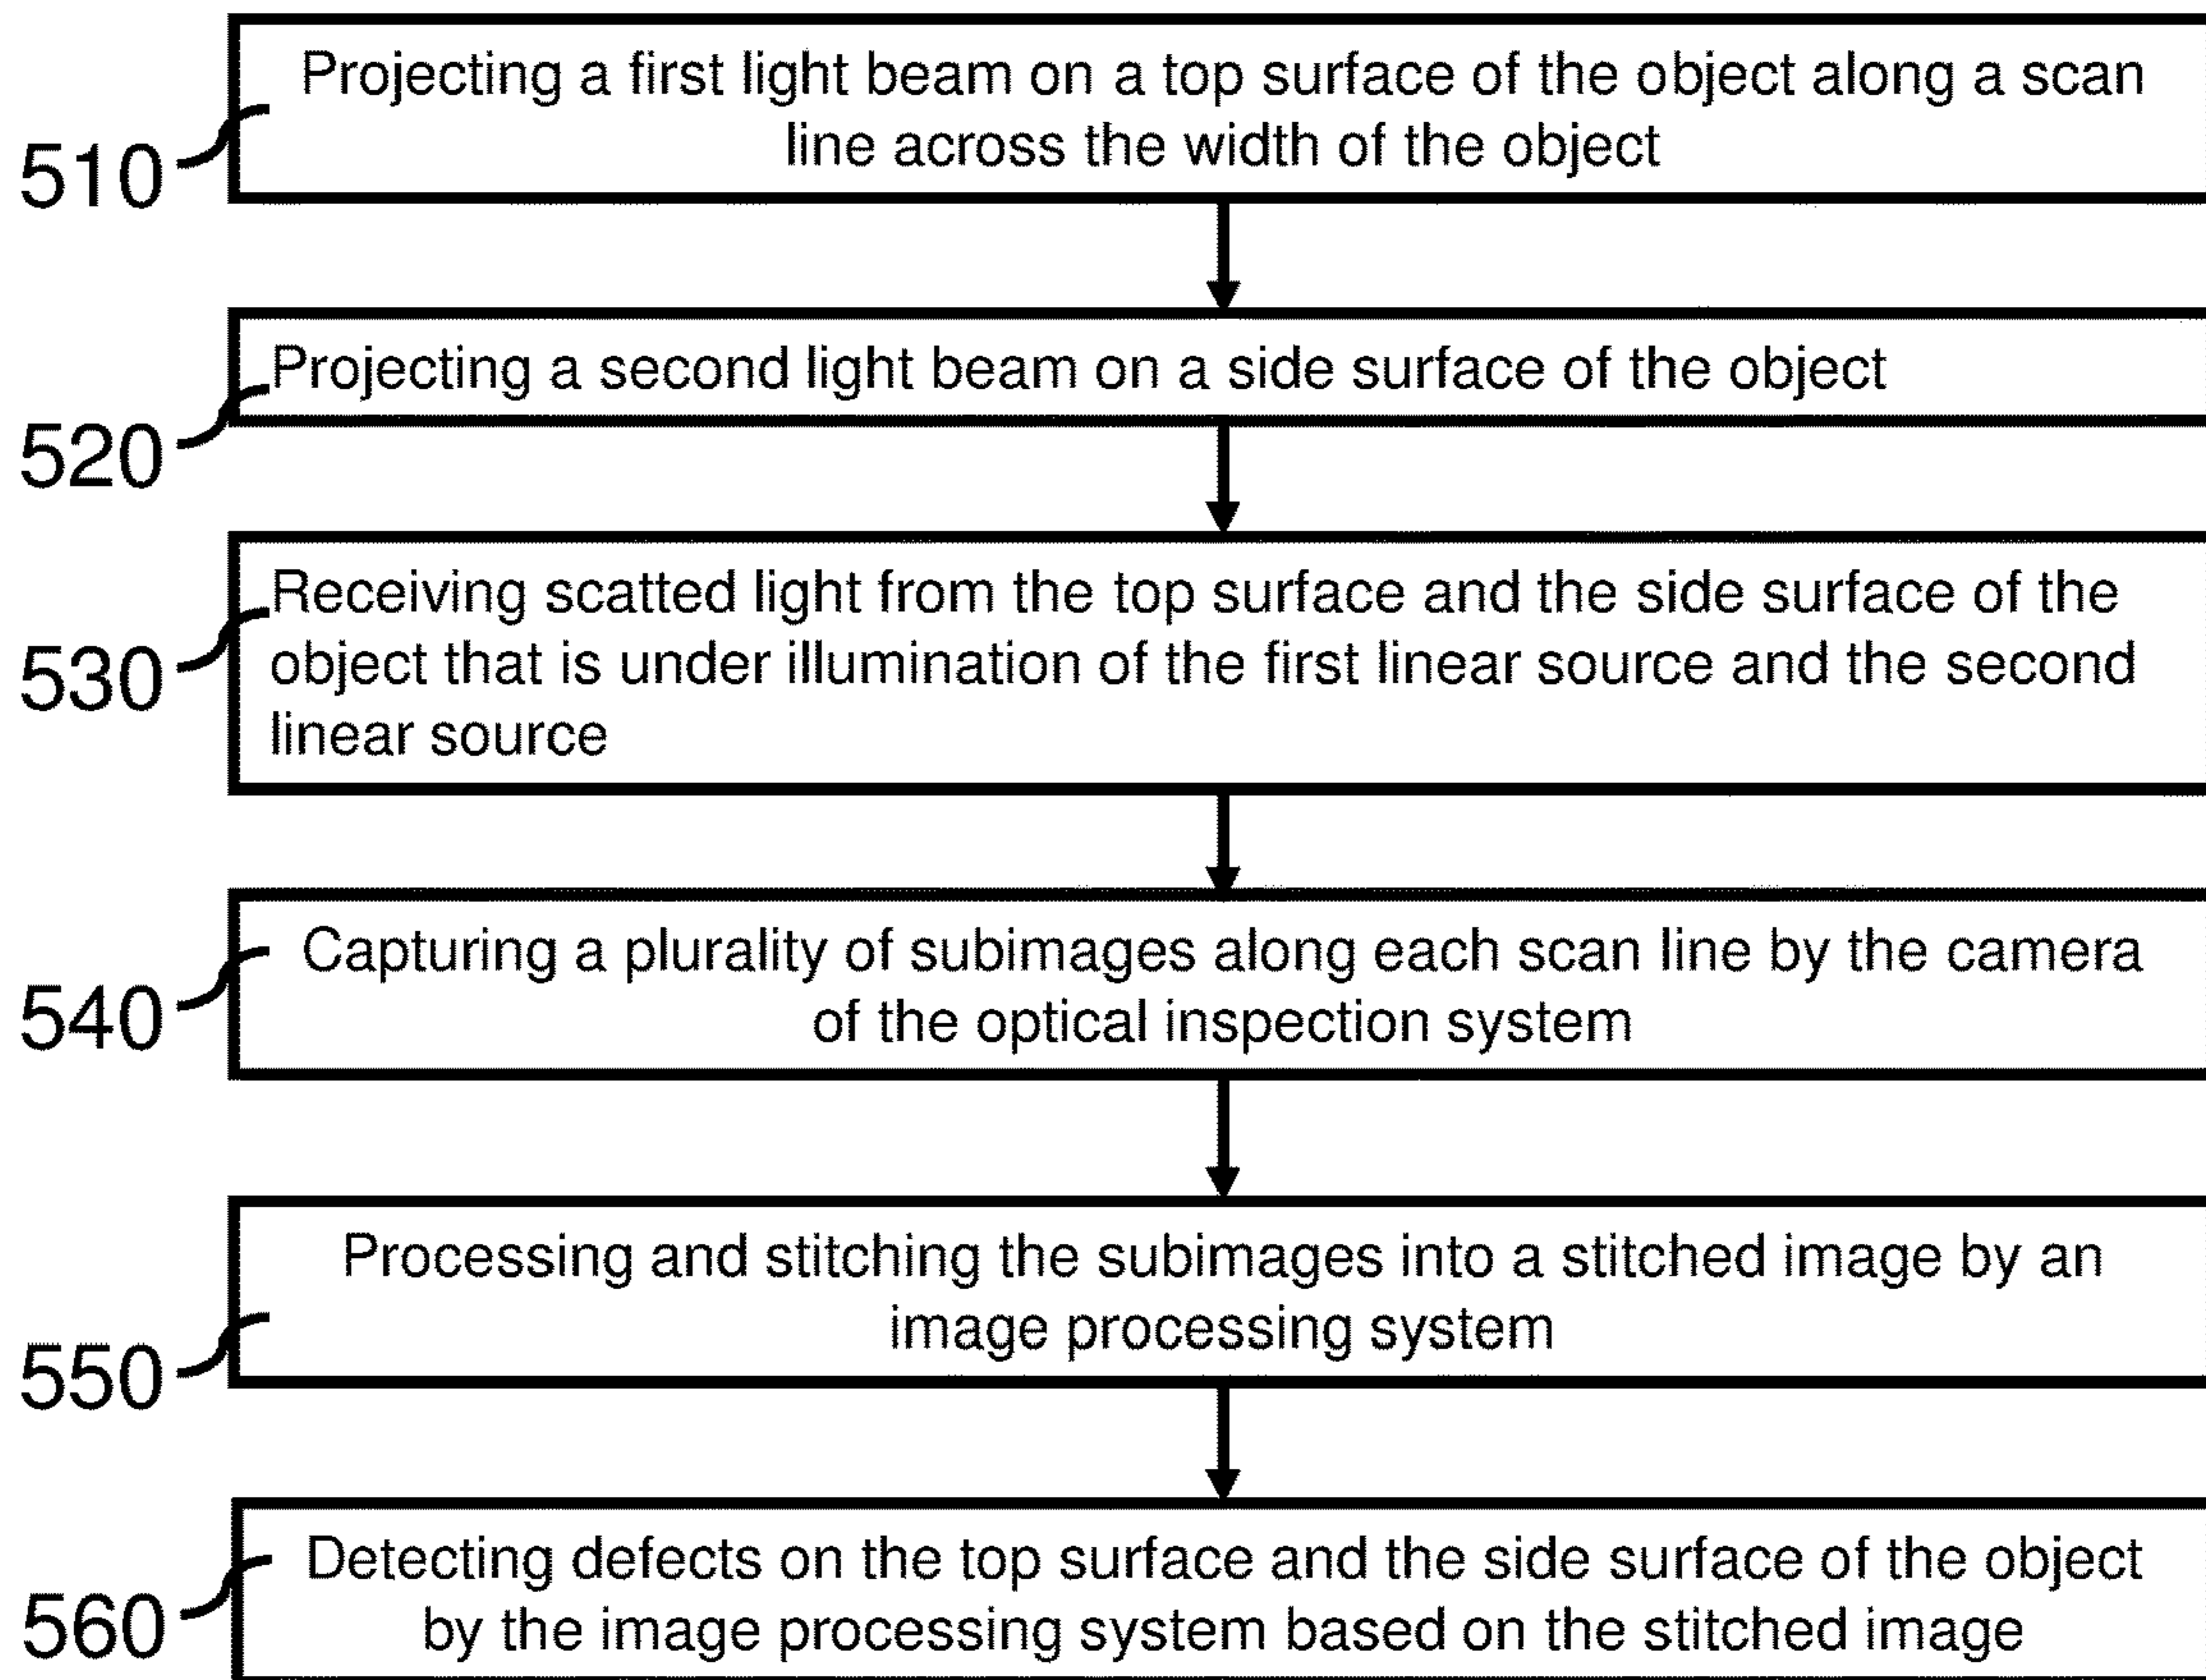 Projecting a first light beam on a top surface of the object along a scan
line across the width of the object
510
Projecting a second light beam on a side surface of the object
520
Receiving scatted light from the top surface and the side surface of the
object that is under illumination of the first linear source and the second
linear source
530
Capturing a plurality of subimages along each scan line by the camera
of the optical inspection system
540
Processing and stitching the subimages into a stitched image by an
image processing system
550
Detecting defects on the top surface and the side surface of the object
by the image processing system based on the stitched image
560